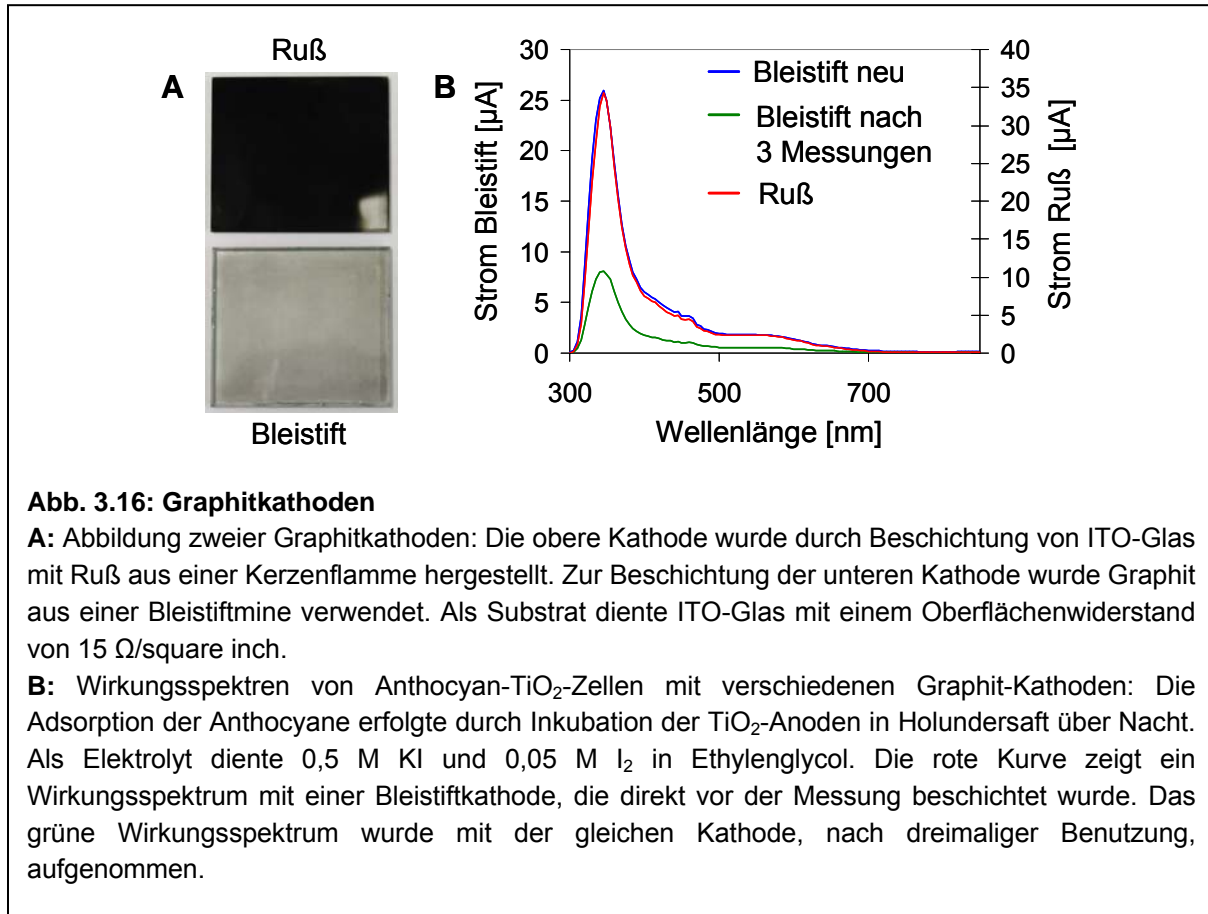 Ruß
A
Bleistift
B
30
25
20
15
10
5
0
Strom Bleistift [µA]
40
35
30
25
20
15
10
5
0
Strom Ruß [µA]
Bleistift neu
Bleistift nach
3 Messungen
Ruß
300
500
700
Wellenlänge [nm]
Abb. 3.16: Graphitkathoden
A: Abbildung zweier Graphitkathoden: Die obere Kathode wurde durch Beschichtung von ITO-Glas
mit Ruß aus einer Kerzenflamme hergestellt. Zur Beschichtung der unteren Kathode wurde Graphit
aus einer Bleistiftmine verwendet. Als Substrat diente ITO-Glas mit einem Oberflächenwiderstand
von 15 Ω/square inch.
B: Wirkungsspektren von Anthocyan-TiO₂-Zellen mit verschiedenen Graphit-Kathoden: Die
Adsorption der Anthocyane erfolgte durch Inkubation der TiO₂-Anoden in Holundersaft über Nacht.
Als Elektrolyt diente 0,5 M KI und 0,05 M I₂ in Ethylenglycol. Die rote Kurve zeigt ein
Wirkungsspektrum mit einer Bleistiftkathode, die direkt vor der Messung beschichtet wurde. Das
grüne Wirkungsspektrum wurde mit der gleichen Kathode, nach dreimaliger Benutzung,
aufgenommen.